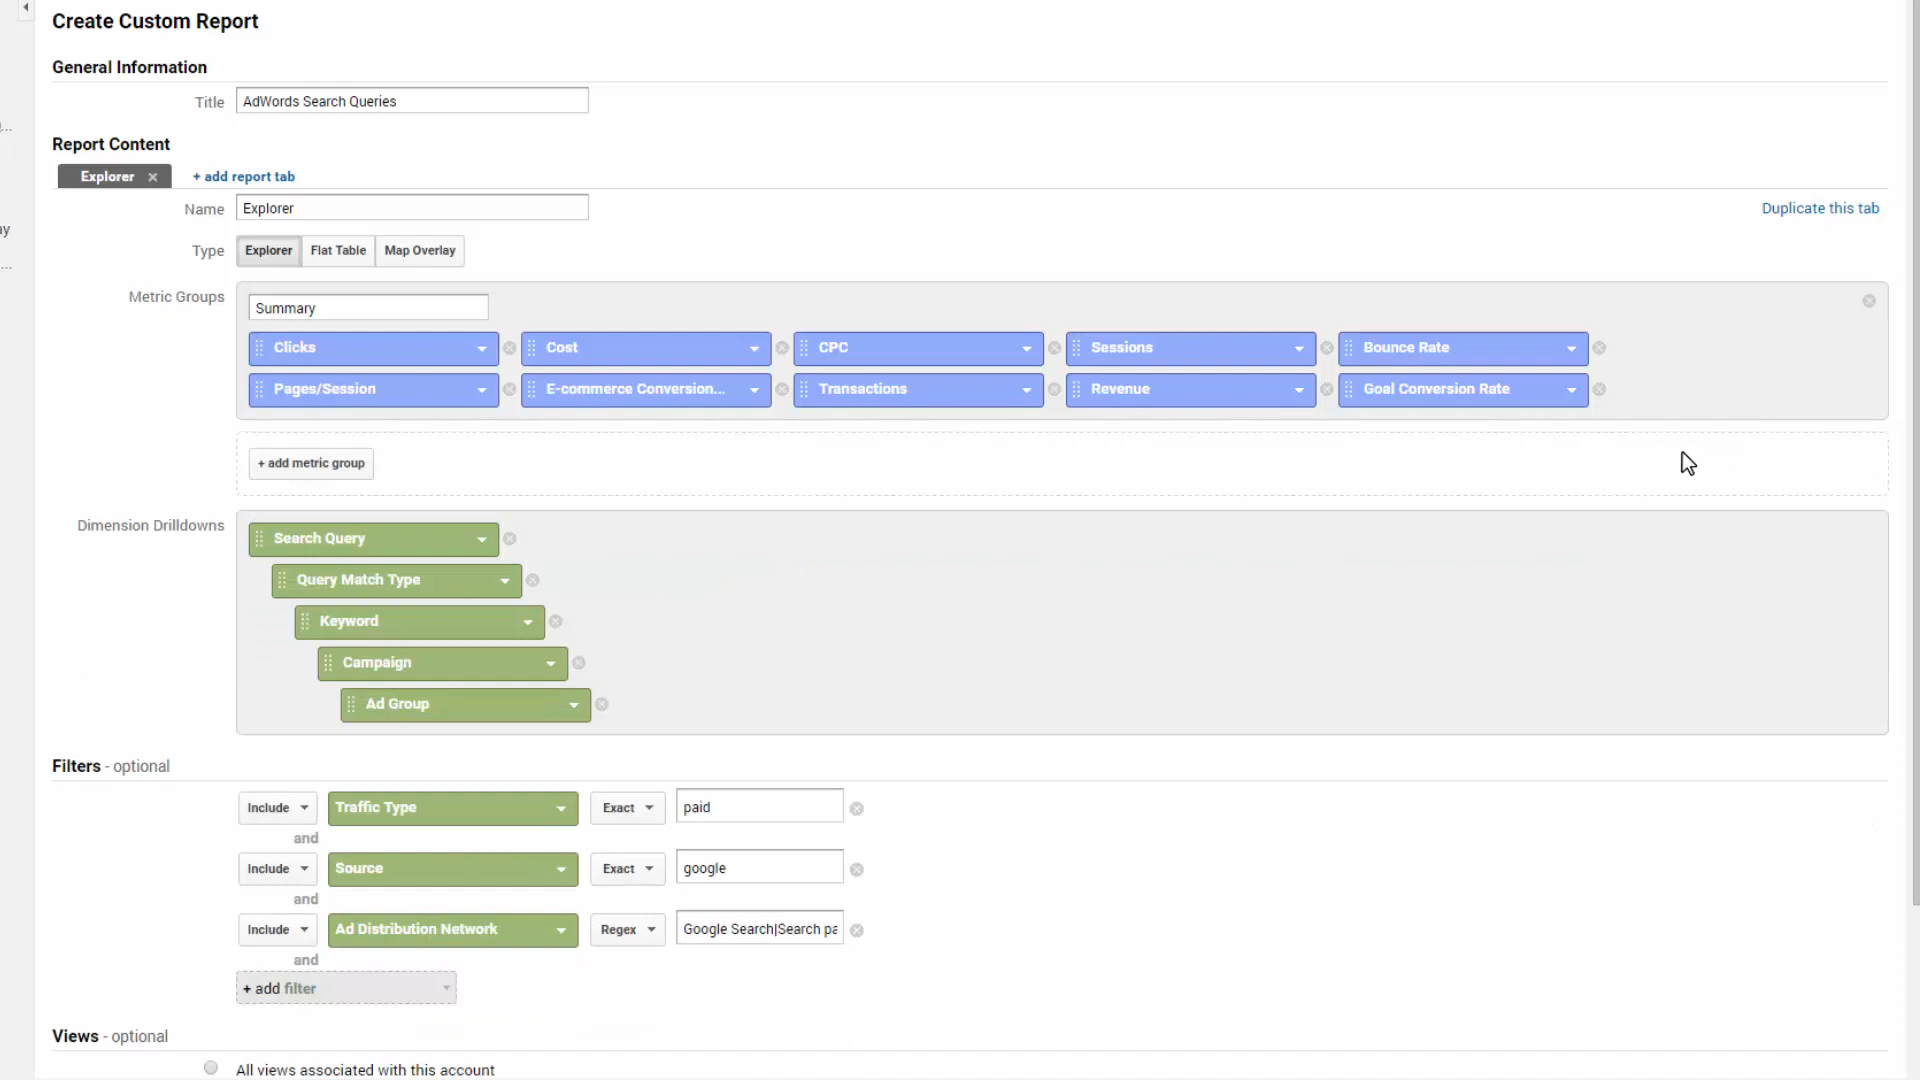 Create Custom Report
General Information
Title AdWords Search Queries
Report Content
Explorer + add report tab
Name Explorer Duplicate this tab
ay
Type Explorer Flat Table Map Overlay
Metric Groups
Summary
Clicks Cost CPC Sessions Bounce Rate
Pages/Session E-commerce Conversion... Transactions Revenue Goal Conversion Rate
+ add metric group
Dimension Drilldowns
Search Query
Query Match Type
Keyword
Campaign
Ad Group
Filters - optional
Include Traffic Type Exact paid
and
Include Source Exact google
and
Include Ad Distribution Network Regex Google Search|Search pa
and
+ add filter
Views - optional
All views associated with this account